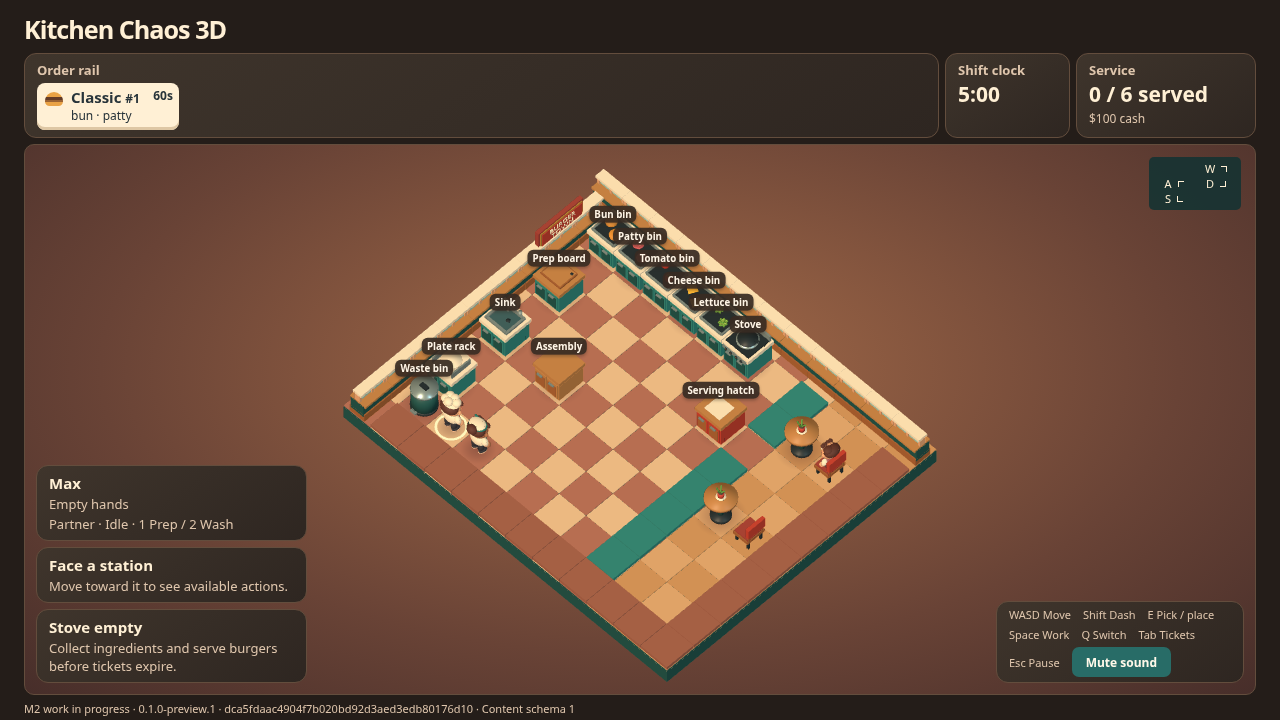 Kitchen Chaos 3D
Order rail
Classic #1 60s
bun · patty
Shift clock
5:00
Service
0 / 6 served
$100 cash
W
A D
S
BURGER
Bun bin
Patty bin
Prep board
Tomato bin
Cheese bin
Sink
Lettuce bin
Stove
Plate rack
Assembly
Waste bin
Serving hatch
Max
Empty hands
Partner · Idle · 1 Prep / 2 Wash
Face a station
Move toward it to see available actions.
Stove empty
Collect ingredients and serve burgers
before tickets expire.
WASD Move Shift Dash E Pick / place
Space Work Q Switch Tab Tickets
Esc Pause Mute sound
M2 work in progress · 0.1.0-preview.1 · dca5fdaac4904f7b020bd92d3aed3edb80176d10 · Content schema 1